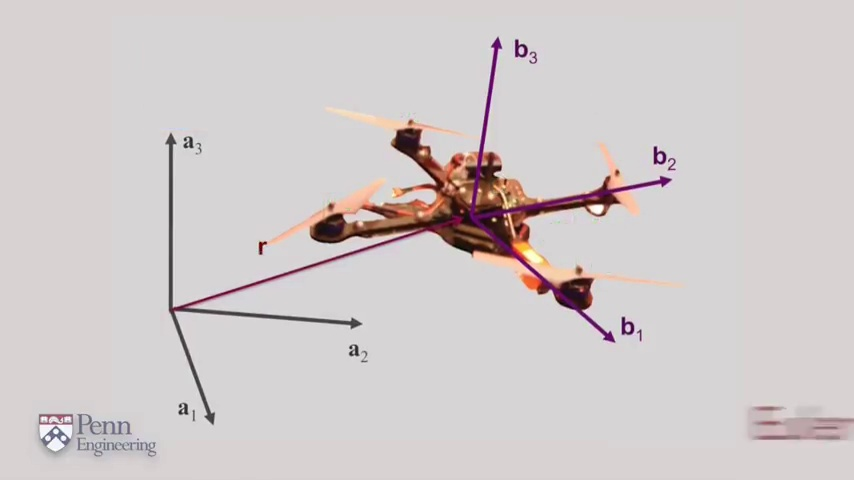 b3
a3
b2
r
b1
a2
a1
Penn
Engineering